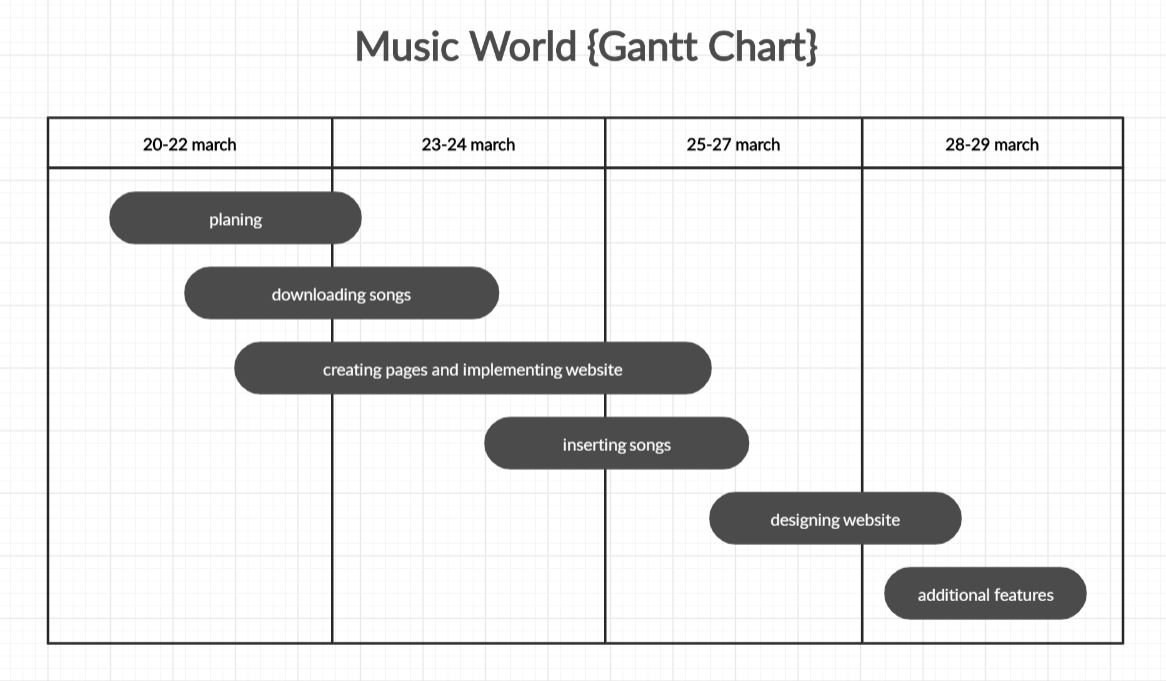 Music World {Gantt Chart}
20-22 march
23-24 march
25-27 march
28-29 march
planing
downloading songs
creating pages and implementing website
inserting songs
designing website
additional features